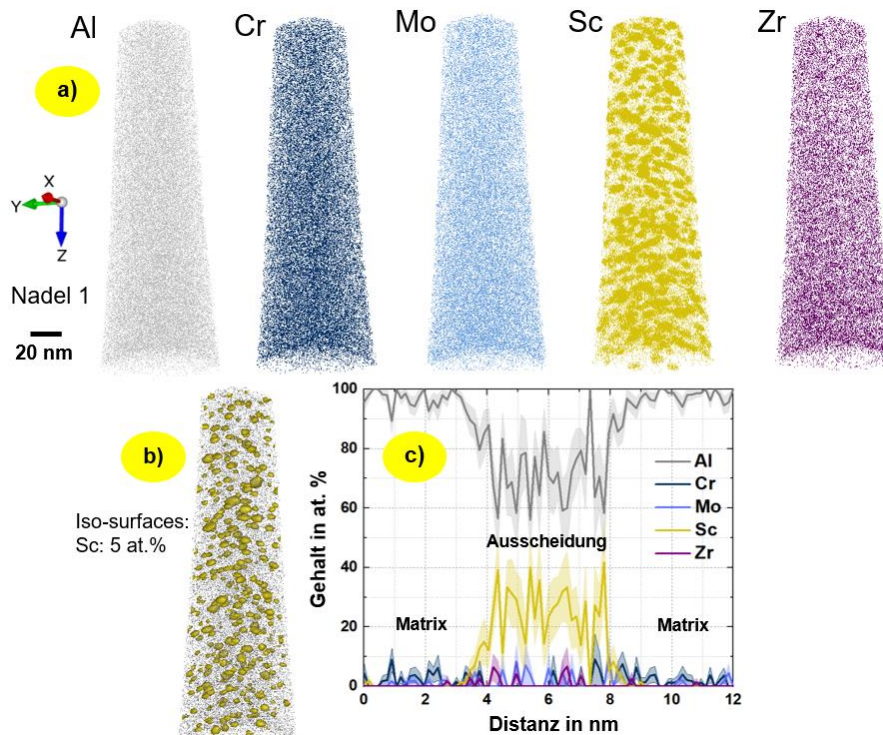 Al Cr Mo Sc Zr
a)
X
Y
Z
Nadel 1
20 nm
b)
Iso-surfaces:
Sc: 5 at.%
c)
Gehalt in at. %
100
80
60
40
20
0
Al
Cr
Mo
Sc
Zr
Ausscheidung
Matrix Matrix
0 2 4 6 8 10 12
Distanz in nm